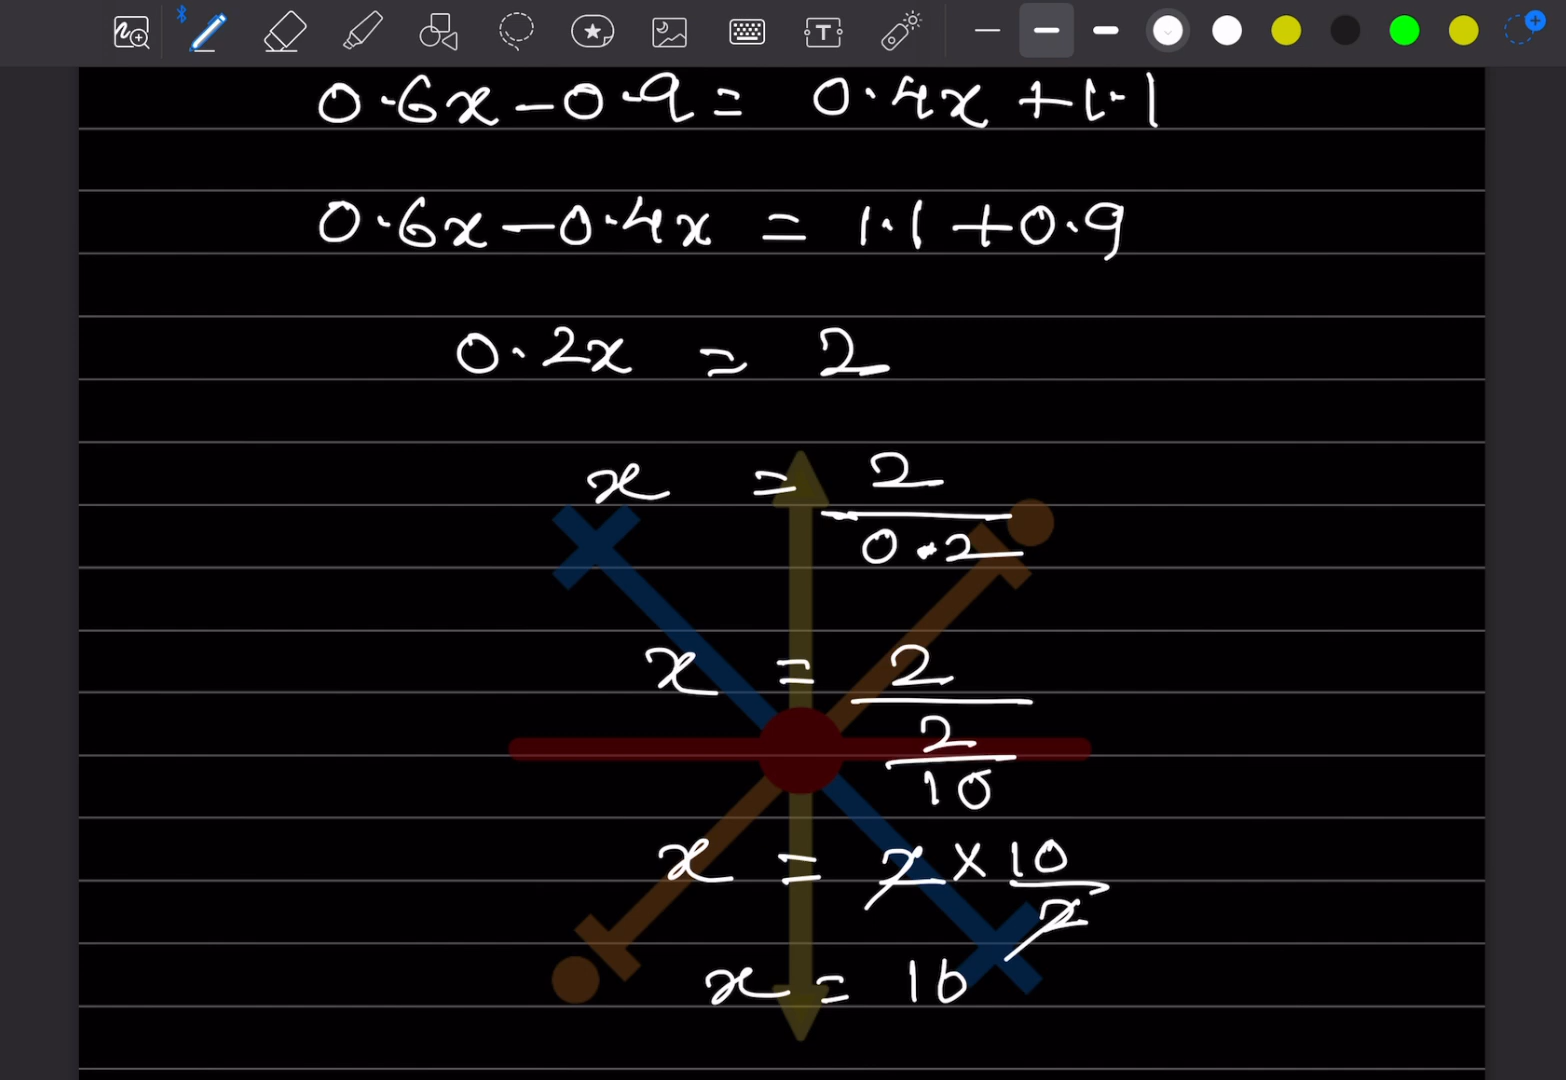 0.6x - 0.9 = 0.4x + 1.1
0.6x - 0.4x = 1.1 + 0.9
0.2x = 2
x = 2/0.2
x = 2/(2/10)
x = 2 × 10/2
x = 10